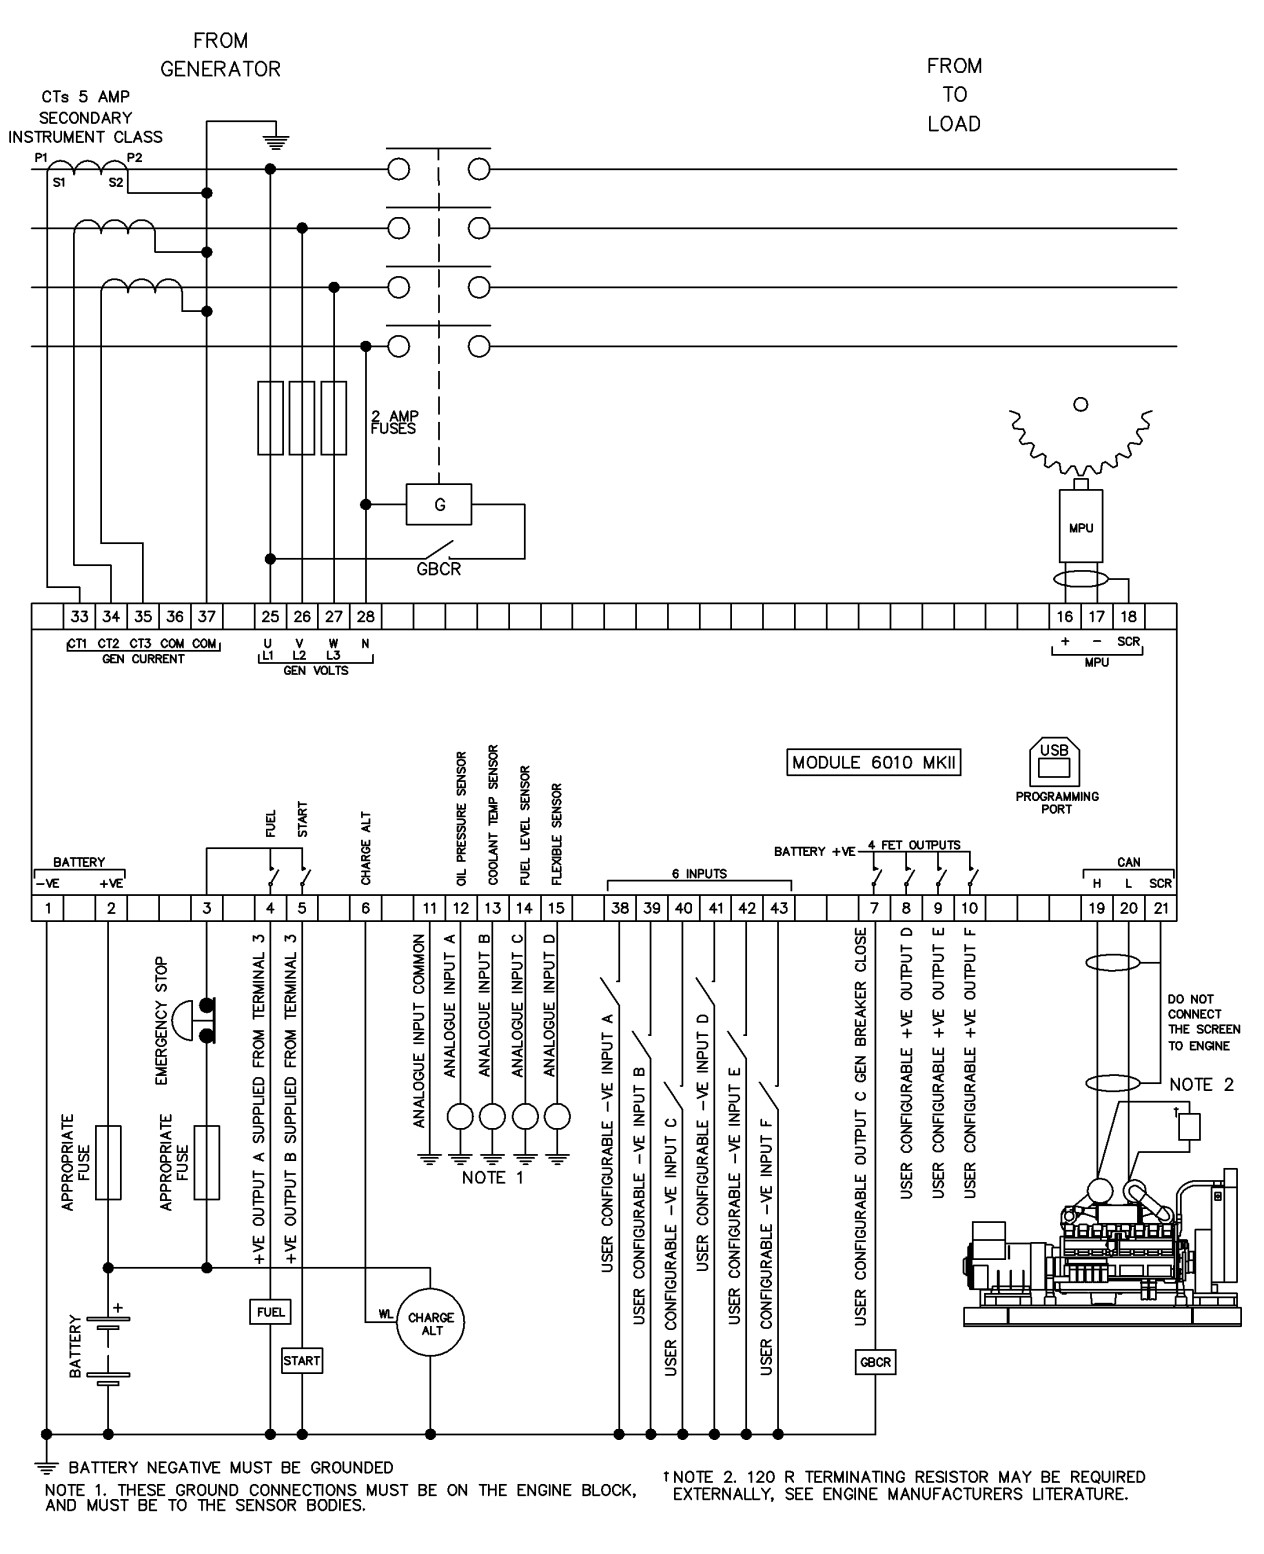 FROM
GENERATOR
FROM
TO
LOAD
CTs 5 AMP
SECONDARY
INSTRUMENT CLASS
P1
P2
S1
S2
2 AMP
FUSES
G
GBCR
MPU
33 34 35 36 37 25 26 27 28 16 17 18
CT1 CT2 CT3 COM COM
GEN CURRENT
U V W N
L1 L2 L3
GEN VOLTS
+ − SCR
MPU
MODULE 6010 MKII
USB
PROGRAMMING
PORT
FUEL
START
CHARGE ALT
OIL PRESSURE SENSOR
COOLANT TEMP SENSOR
FUEL LEVEL SENSOR
FLEXIBLE SENSOR
BATTERY +VE
4 FET OUTPUTS
BATTERY
−VE +VE
6 INPUTS
CAN
H L SCR
1 2 3 4 5 6 11 12 13 14 15 38 39 40 41 42 43 7 8 9 10 19 20 21
EMERGENCY STOP
APPROPRIATE
FUSE
APPROPRIATE
FUSE
+VE OUTPUT A SUPPLIED FROM TERMINAL 3
+VE OUTPUT B SUPPLIED FROM TERMINAL 3
ANALOGUE INPUT COMMON
ANALOGUE INPUT A
ANALOGUE INPUT B
ANALOGUE INPUT C
ANALOGUE INPUT D
NOTE 1
USER CONFIGURABLE −VE INPUT A
USER CONFIGURABLE −VE INPUT B
USER CONFIGURABLE −VE INPUT C
USER CONFIGURABLE −VE INPUT D
USER CONFIGURABLE −VE INPUT E
USER CONFIGURABLE −VE INPUT F
USER CONFIGURABLE OUTPUT C GEN BREAKER CLOSE
USER CONFIGURABLE +VE OUTPUT D
USER CONFIGURABLE +VE OUTPUT E
USER CONFIGURABLE +VE OUTPUT F
DO NOT
CONNECT
THE SCREEN
TO ENGINE
NOTE 2
†
+
BATTERY
FUEL
START
WL
CHARGE
ALT
GBCR
BATTERY NEGATIVE MUST BE GROUNDED
NOTE 1. THESE GROUND CONNECTIONS MUST BE ON THE ENGINE BLOCK,
AND MUST BE TO THE SENSOR BODIES.
† NOTE 2. 120 R TERMINATING RESISTOR MAY BE REQUIRED
EXTERNALLY, SEE ENGINE MANUFACTURERS LITERATURE.